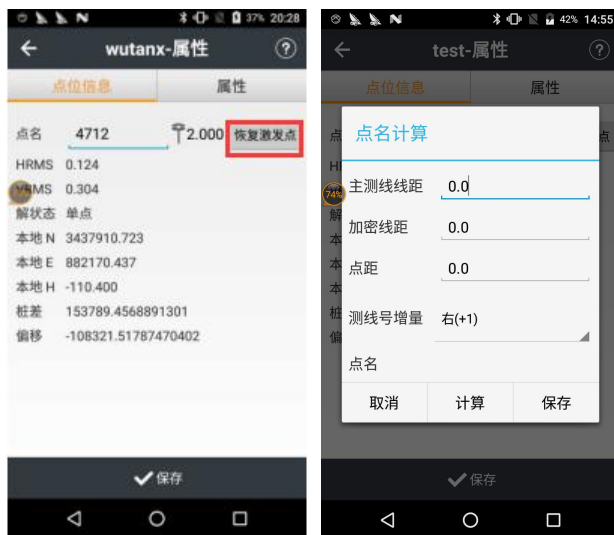 37% 20:28
wutanx-属性
?
点位信息
属性
点名 4712 2.000 恢复激发点
HRMS 0.124
VRMS 0.304
解状态 单点
本地 N 3437910.723
本地 E 882170.437
本地 H -110.400
桩差 153789.4568891301
偏移 -108321.51787470402
保存
42% 14:55
test-属性
?
点位信息
属性
点
点名计算
点
74%
主测线线距 0.0
加密线距 0.0
点距 0.0
测线号增量 右(+1)
点名
取消
计算
保存
保存